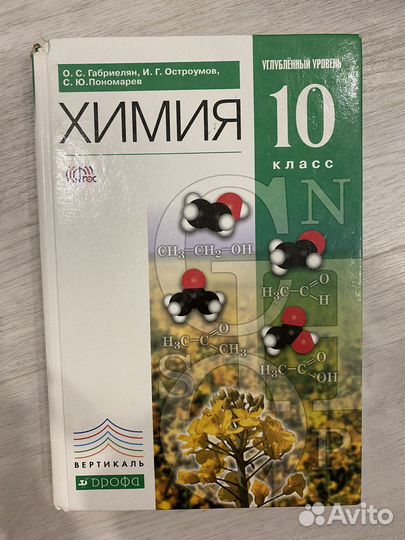 О. С. Габриелян, И. Г. Остроумов,
С. Ю. Пономарев
УГЛУБЛЁННЫЙ УРОВЕНЬ
ХИМИЯ
10
класс
ФГОС
C
N
CH₃–CH₂–OH
H₃C–C
O
H
H₃C–C
O
CH₃
H₃C–C
O
OH
S
O
P
ВЕРТИКАЛЬ
дрофа
Avito